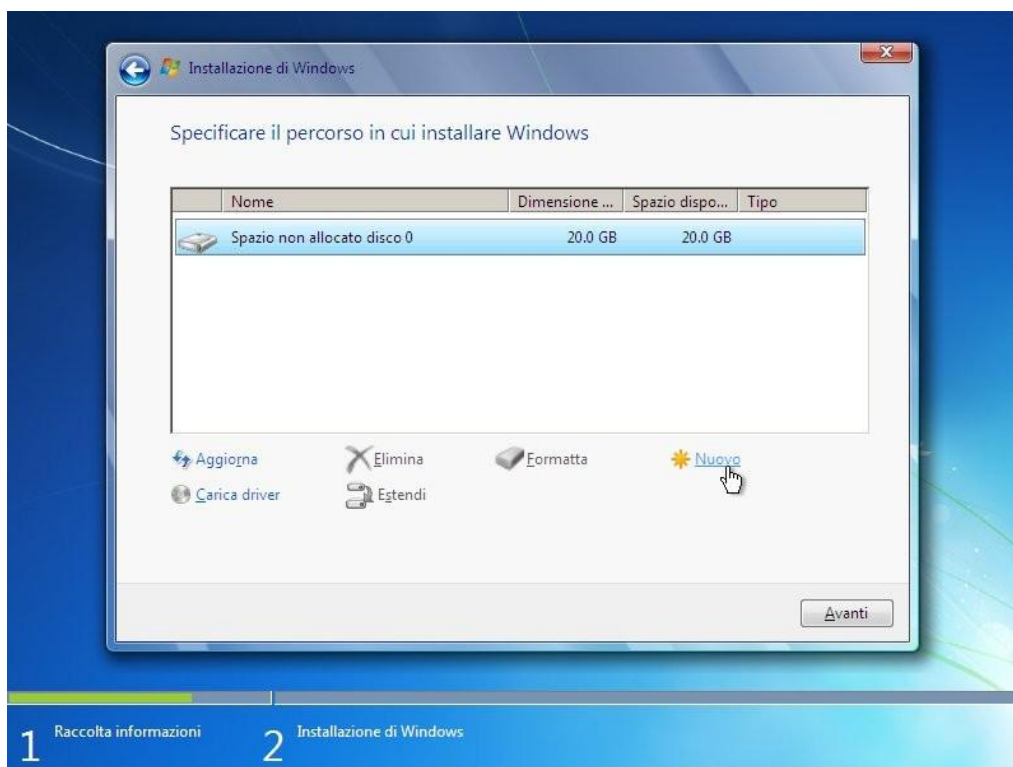 Installazione di Windows
Specificare il percorso in cui installare Windows
Nome Dimensione ... Spazio dispo... Tipo
Spazio non allocato disco 0 20.0 GB 20.0 GB
Aggiorna Elimina Formatta Nuovo
Carica driver Estendi
Avanti
1 Raccolta informazioni 2 Installazione di Windows